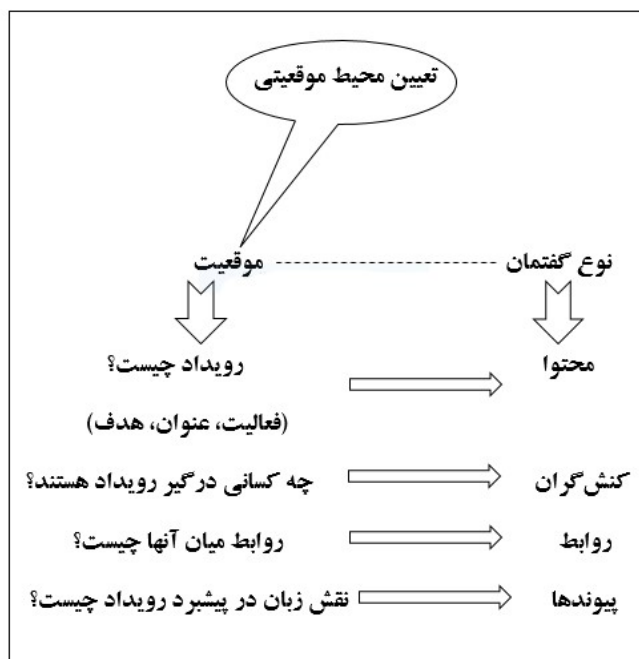 تعیین محیط موقعیتی
نوع گفتمان
موقعیت
محتوا
رویداد چیست؟
(فعالیت، عنوان، هدف)
کنش‌گران
چه کسانی درگیر رویداد هستند؟
روابط
روابط میان آنها چیست؟
پیوندها
نقش زبان در پیشبرد رویداد چیست؟